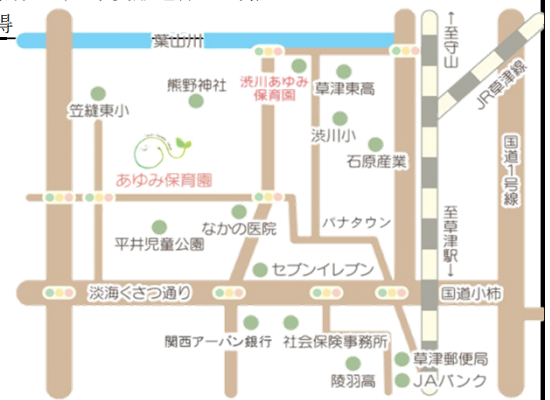 得
葉山川
↑至守山
JR草津線
熊野神社
渋川あゆみ
保育園
草津東高
笠縫東小
渋川小
石原産業
国道1号線
あゆみ保育園
なかの医院
パナタウン
至草津駅↓
平井児童公園
セブンイレブン
淡海くさつ通り
国道小柿
関西アーバン銀行
社会保険事務所
草津郵便局
陵羽高
JAバンク